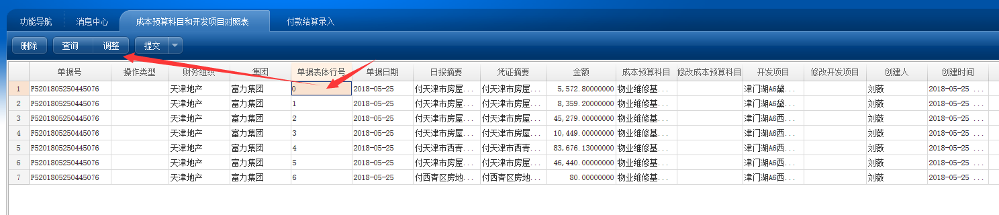 功能导航 消息中心 成本预算科目和开发项目对照表 付款结算录入
删除 查询 调整 提交
单据号 操作类型 财务组织 集团 单据表体行号 单据日期 日报摘要 凭证摘要 金额 成本预算科目 修改成本预算科目 开发项目 修改开发项目 创建人 创建时间
1 F5201805250445076 天津地产 富力集团 0 2018-05-25 付天津市房屋... 付天津市房屋... 5,572.80000000 物业维修基... 津门湖A6黛... 刘薇 2018-05-25 ...
2 F5201805250445076 天津地产 富力集团 1 2018-05-25 付天津市房屋... 付天津市房屋... 8,359.20000000 物业维修基... 津门湖A6黛... 刘薇 2018-05-25 ...
3 F5201805250445076 天津地产 富力集团 2 2018-05-25 付天津市房屋... 付天津市房屋... 45,279.00000000 物业维修基... 津门湖A6西... 刘薇 2018-05-25 ...
4 F5201805250445076 天津地产 富力集团 3 2018-05-25 付天津市房屋... 付天津市房屋... 10,449.00000000 物业维修基... 津门湖A6西... 刘薇 2018-05-25 ...
5 F5201805250445076 天津地产 富力集团 4 2018-05-25 付天津市西青... 付天津市西青... 83,676.13000000 物业维修基... 津门湖A6西... 刘薇 2018-05-25 ...
6 F5201805250445076 天津地产 富力集团 5 2018-05-25 付天津市房屋... 付天津市房屋... 46,440.00000000 物业维修基... 津门湖A6西... 刘薇 2018-05-25 ...
7 F5201805250445076 天津地产 富力集团 6 2018-05-25 付西青区房地... 付西青区房地... 80.00000000 物业维修基... 津门湖A6西... 刘薇 2018-05-25 ...